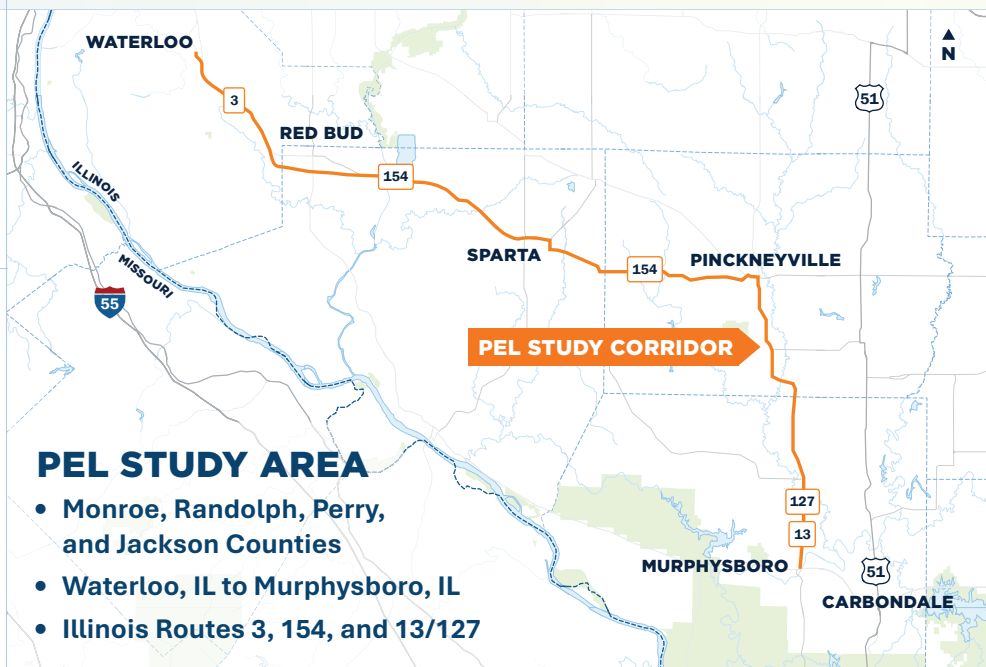 WATERLOO
▲
N
3
51
RED BUD
154
ILLINOIS
SPARTA
154
PINCKNEYVILLE
MISSOURI
55
PEL STUDY CORRIDOR
PEL STUDY AREA
• Monroe, Randolph, Perry,
and Jackson Counties
• Waterloo, IL to Murphysboro, IL
• Illinois Routes 3, 154, and 13/127
127
13
MURPHYSBORO
51
CARBONDALE